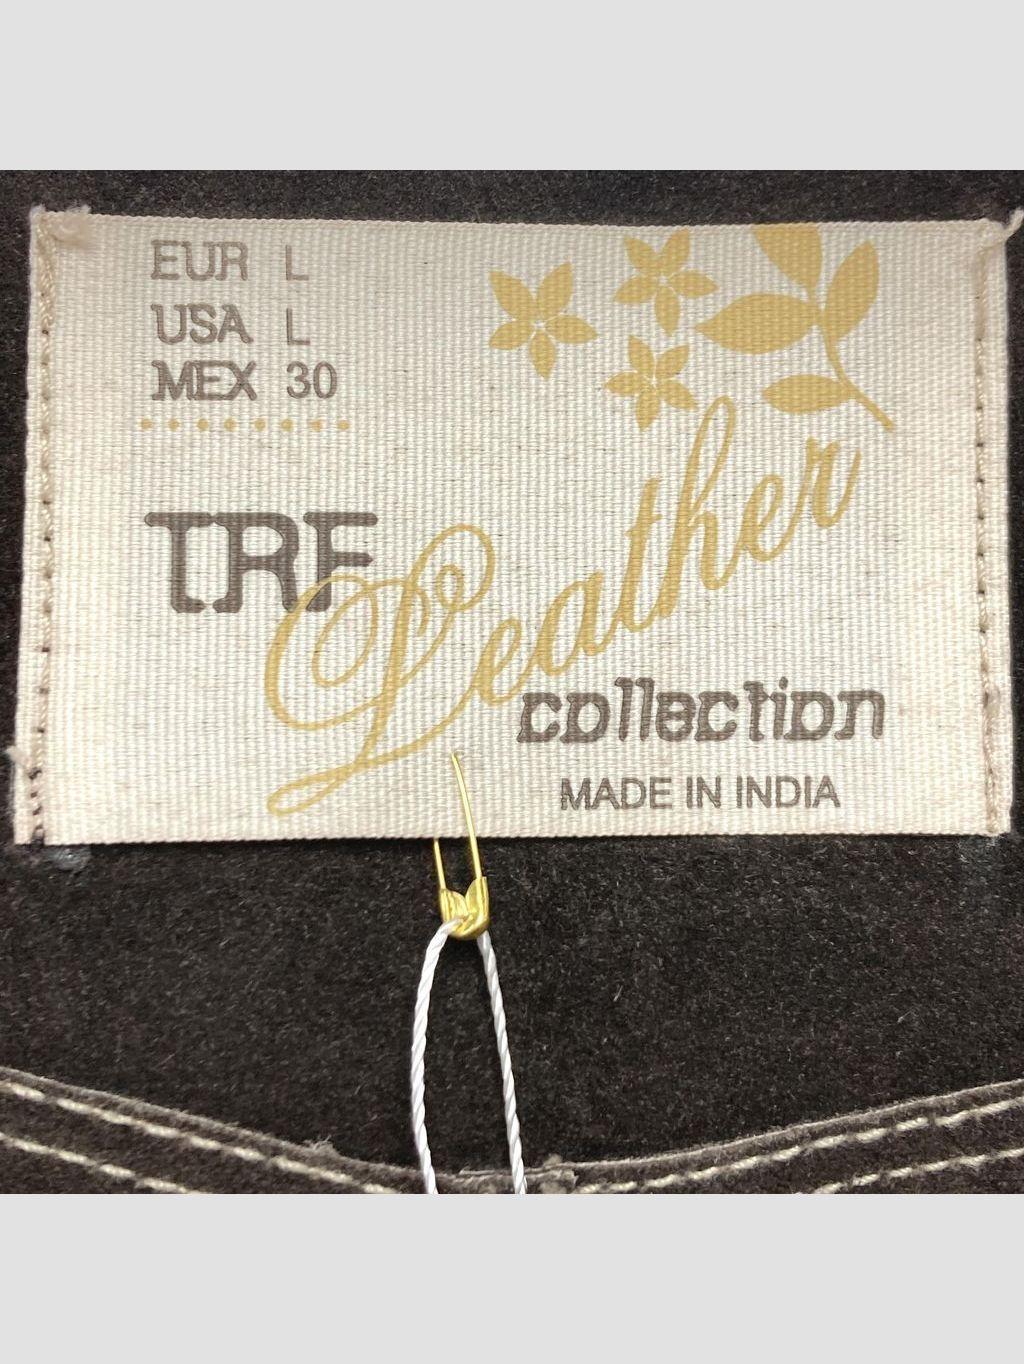 EUR L
USA L
MEX 30
TRF Leather
collection
MADE IN INDIA